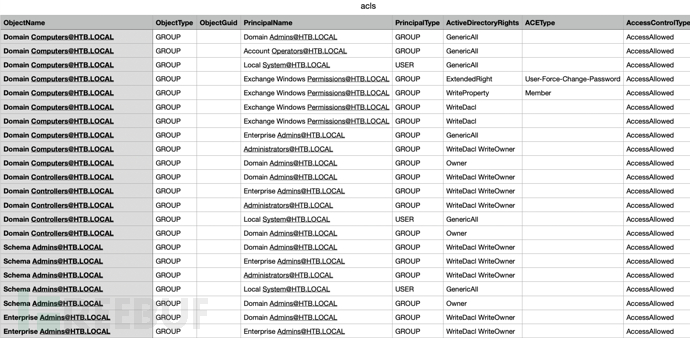 acls
ObjectName ObjectType ObjectGuid PrincipalName PrincipalType ActiveDirectoryRights ACEType AccessControlType
Domain Computers@HTB.LOCAL GROUP Domain Admins@HTB.LOCAL GROUP GenericAll AccessAllowed
Domain Computers@HTB.LOCAL GROUP Account Operators@HTB.LOCAL GROUP GenericAll AccessAllowed
Domain Computers@HTB.LOCAL GROUP Local System@HTB.LOCAL USER GenericAll AccessAllowed
Domain Computers@HTB.LOCAL GROUP Exchange Windows Permissions@HTB.LOCAL GROUP ExtendedRight User-Force-Change-Password AccessAllowed
Domain Computers@HTB.LOCAL GROUP Exchange Windows Permissions@HTB.LOCAL GROUP WriteProperty Member AccessAllowed
Domain Computers@HTB.LOCAL GROUP Exchange Windows Permissions@HTB.LOCAL GROUP WriteDacl AccessAllowed
Domain Computers@HTB.LOCAL GROUP Exchange Windows Permissions@HTB.LOCAL GROUP WriteDacl AccessAllowed
Domain Computers@HTB.LOCAL GROUP Enterprise Admins@HTB.LOCAL GROUP GenericAll AccessAllowed
Domain Computers@HTB.LOCAL GROUP Administrators@HTB.LOCAL GROUP WriteDacl WriteOwner AccessAllowed
Domain Computers@HTB.LOCAL GROUP Domain Admins@HTB.LOCAL GROUP Owner AccessAllowed
Domain Controllers@HTB.LOCAL GROUP Domain Admins@HTB.LOCAL GROUP WriteDacl WriteOwner AccessAllowed
Domain Controllers@HTB.LOCAL GROUP Enterprise Admins@HTB.LOCAL GROUP WriteDacl WriteOwner AccessAllowed
Domain Controllers@HTB.LOCAL GROUP Administrators@HTB.LOCAL GROUP WriteDacl WriteOwner AccessAllowed
Domain Controllers@HTB.LOCAL GROUP Local System@HTB.LOCAL USER GenericAll AccessAllowed
Domain Controllers@HTB.LOCAL GROUP Domain Admins@HTB.LOCAL GROUP Owner AccessAllowed
Schema Admins@HTB.LOCAL GROUP Domain Admins@HTB.LOCAL GROUP WriteDacl WriteOwner AccessAllowed
Schema Admins@HTB.LOCAL GROUP Enterprise Admins@HTB.LOCAL GROUP WriteDacl WriteOwner AccessAllowed
Schema Admins@HTB.LOCAL GROUP Administrators@HTB.LOCAL GROUP WriteDacl WriteOwner AccessAllowed
Schema Admins@HTB.LOCAL GROUP Local System@HTB.LOCAL USER GenericAll AccessAllowed
Schema Admins@HTB.LOCAL GROUP Domain Admins@HTB.LOCAL GROUP Owner AccessAllowed
Enterprise Admins@HTB.LOCAL GROUP Domain Admins@HTB.LOCAL GROUP WriteDacl WriteOwner AccessAllowed
Enterprise Admins@HTB.LOCAL GROUP Enterprise Admins@HTB.LOCAL GROUP WriteDacl WriteOwner AccessAllowed